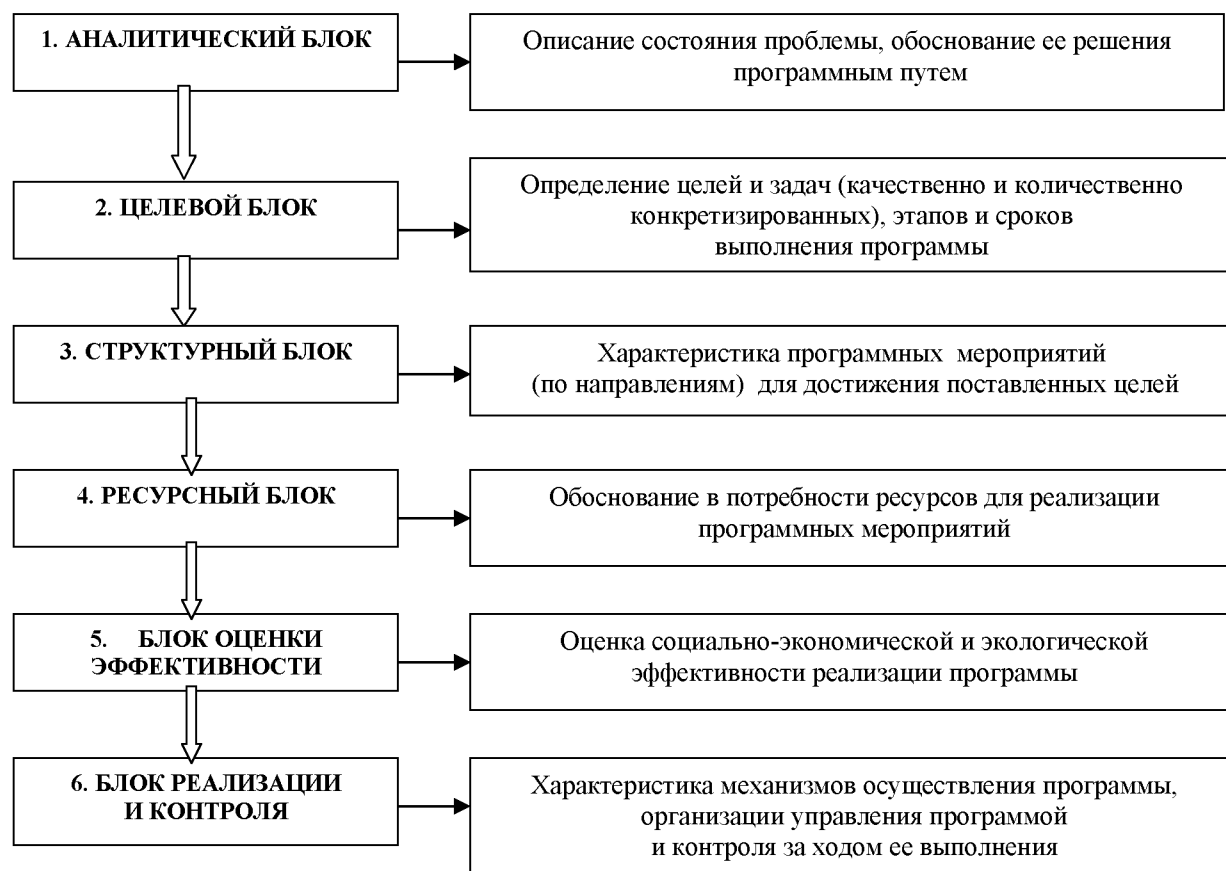 1. АНАЛИТИЧЕСКИЙ БЛОК
Описание состояния проблемы, обоснование ее решения
программным путем
2. ЦЕЛЕВОЙ БЛОК
Определение целей и задач (качественно и количественно
конкретизированных), этапов и сроков
выполнения программы
3. СТРУКТУРНЫЙ БЛОК
Характеристика программных мероприятий
(по направлениям) для достижения поставленных целей
4. РЕСУРСНЫЙ БЛОК
Обоснование в потребности ресурсов для реализации
программных мероприятий
5. БЛОК ОЦЕНКИ
ЭФФЕКТИВНОСТИ
Оценка социально-экономической и экологической
эффективности реализации программы
6. БЛОК РЕАЛИЗАЦИИ
И КОНТРОЛЯ
Характеристика механизмов осуществления программы,
организации управления программой
и контроля за ходом ее выполнения